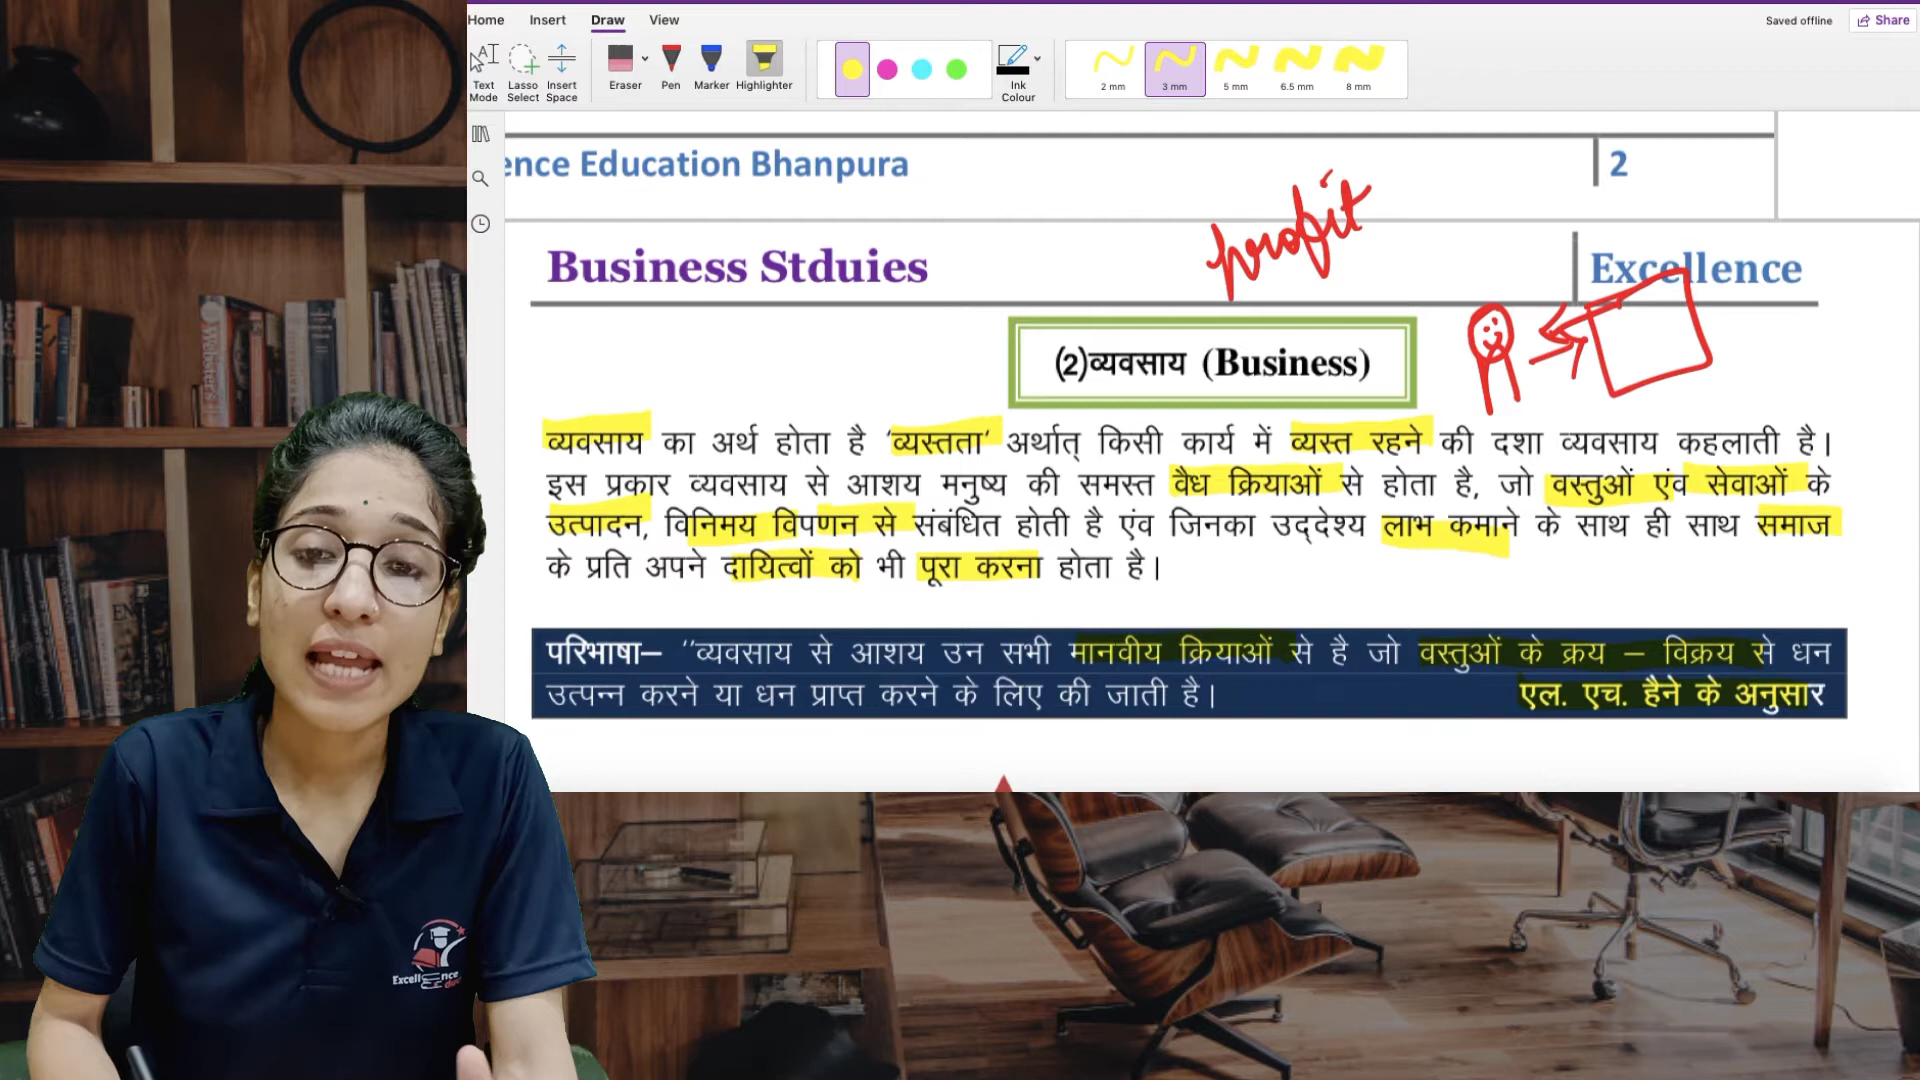 Home Insert Draw View Saved offline Share
Text Mode Lasso Select Insert Space Eraser Pen Marker Highlighter Ink Colour 2 mm 3 mm 5 mm 6.5 mm 8 mm
ence Education Bhanpura 2
profit
Business Stduies Excellence
(2)व्यवसाय (Business)
व्यवसाय का अर्थ होता है ‘व्यस्तता’ अर्थात् किसी कार्य में व्यस्त रहने की दशा व्यवसाय कहलाती है।
इस प्रकार व्यवसाय से आशय मनुष्य की समस्त वैध क्रियाओं से होता है, जो वस्तुओं एंव सेवाओं के
उत्पादन, विनिमय विपणन से संबंधित होती है एंव जिनका उद्देश्य लाभ कमाने के साथ ही साथ समाज
के प्रति अपने दायित्वों को भी पूरा करना होता है।
परिभाषा– ''व्यवसाय से आशय उन सभी मानवीय क्रियाओं से है जो वस्तुओं के क्रय – विक्रय से धन
उत्पन्न करने या धन प्राप्त करने के लिए की जाती है। एल. एच. हैने के अनुसार
Webster's